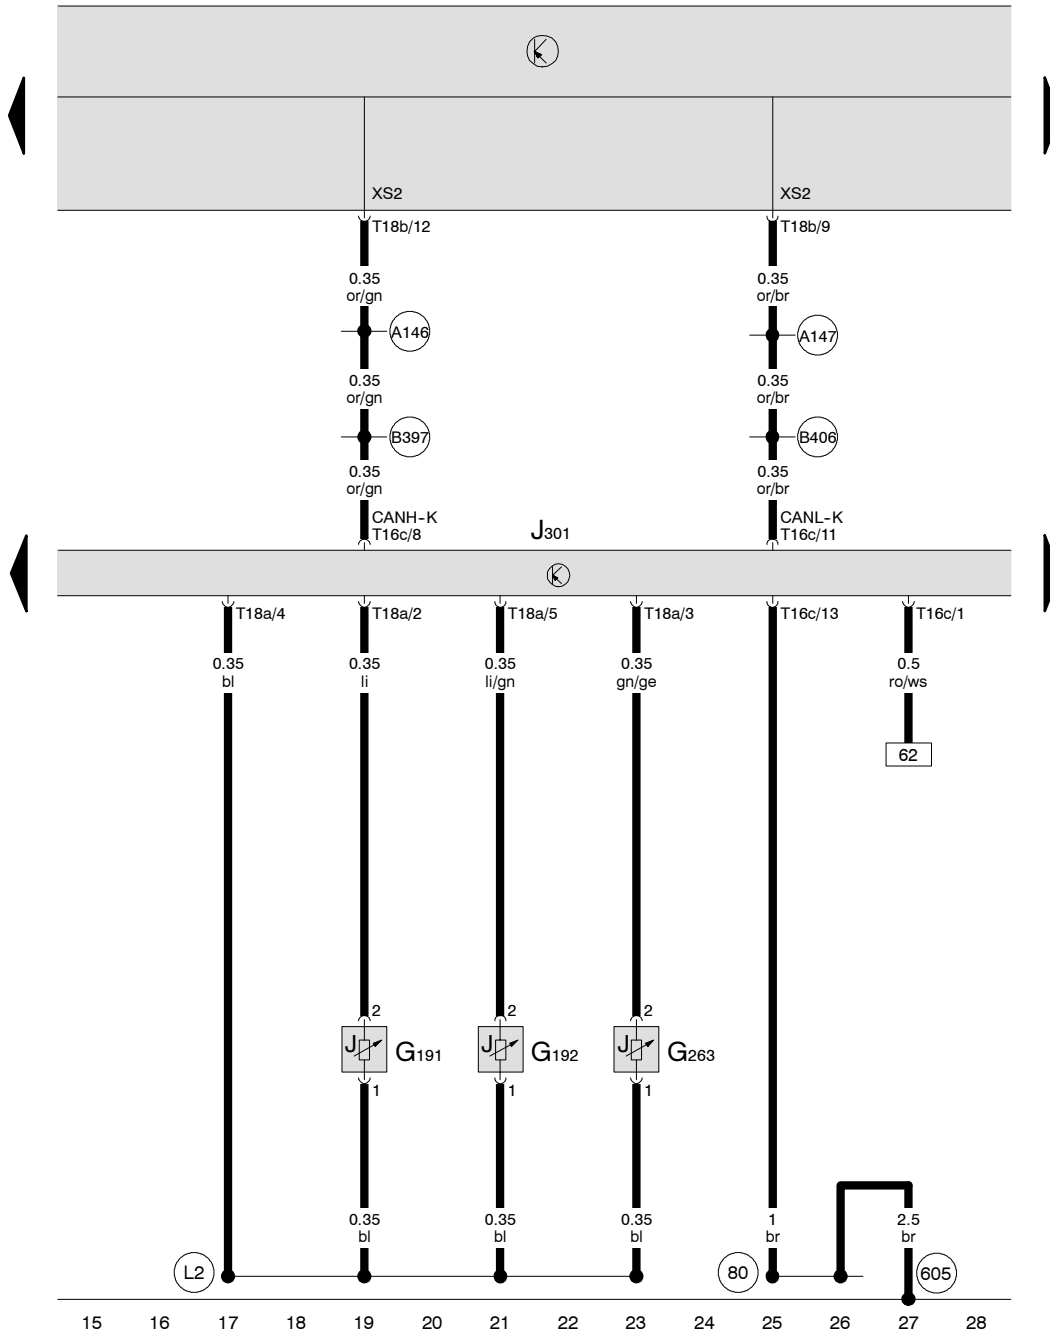 XS2 XS2
T18b/12 T18b/9
0.35 0.35
or/gn or/br
A146 A147
0.35 0.35
or/gn or/br
B397 B406
0.35 0.35
or/gn or/br
CANH-K CANL-K
T16c/8 J301 T16c/11
T18a/4 T18a/2 T18a/5 T18a/3 T16c/13 T16c/1
0.35 0.35 0.35 0.35 0.5
bl li li/gn gn/ge ro/ws
62
2 2 2
J G191 J G192 J G263
1 1 1
0.35 0.35 0.35 1 2.5
bl bl bl br br
L2 80 605
15 16 17 18 19 20 21 22 23 24 25 26 27 28